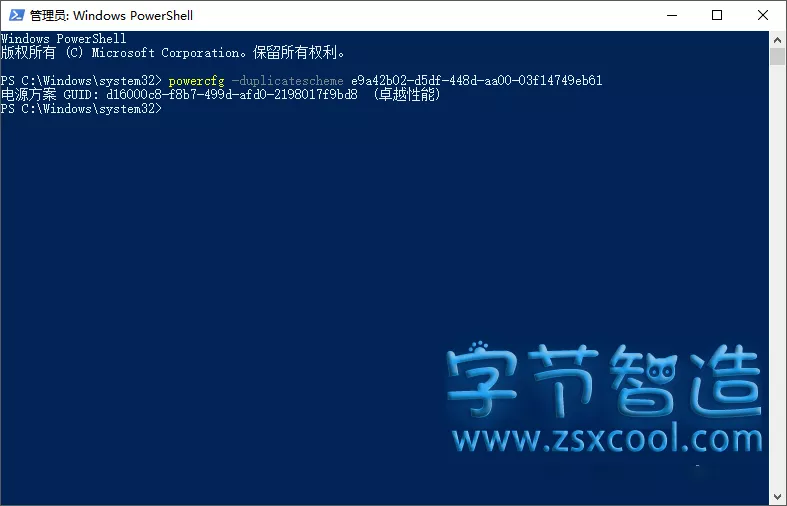 管理员: Windows PowerShell
Windows PowerShell
版权所有 (C) Microsoft Corporation。保留所有权利。
PS C:\Windows\system32> powercfg -duplicatescheme e9a42b02-d5df-448d-aa00-03f14749eb61
电源方案 GUID: d16000c8-f8b7-499d-afd0-2198017f9bd8  (卓越性能)
PS C:\Windows\system32>
字节智造
www.zsxcool.com